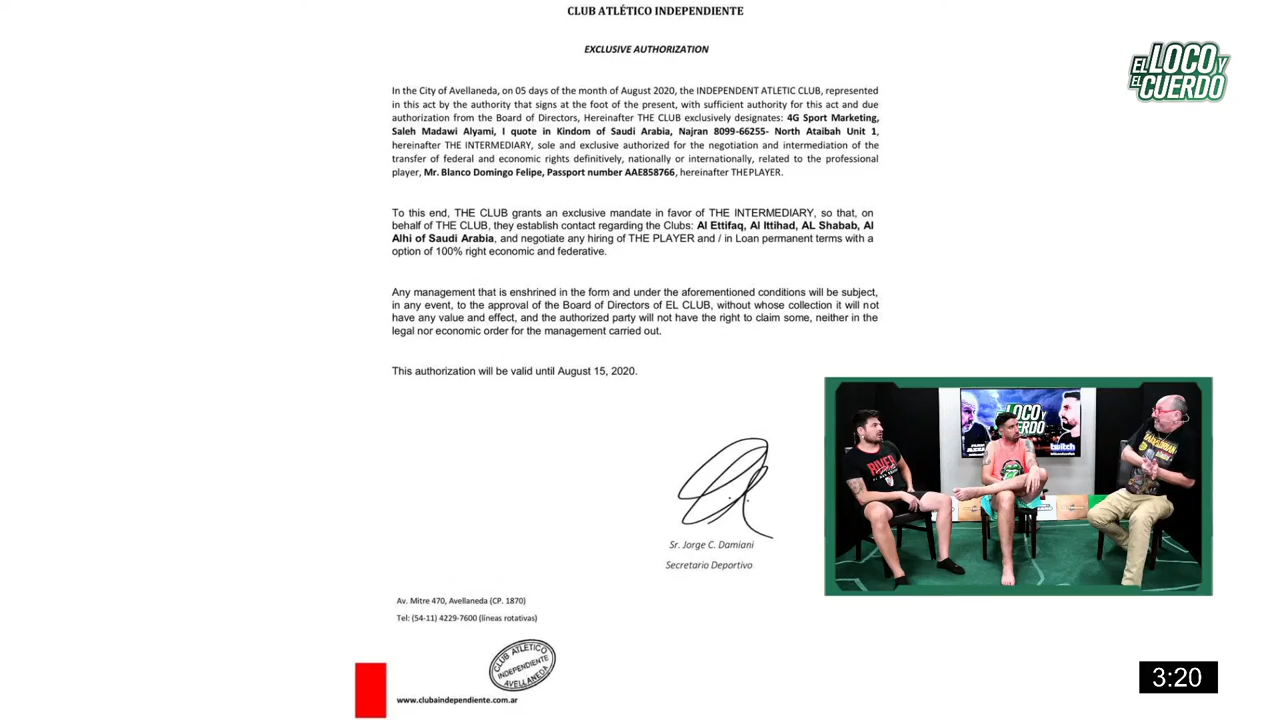 CLUB ATLÉTICO INDEPENDIENTE
EXCLUSIVE AUTHORIZATION
In the City of Avellaneda, on 05 days of the month of August 2020, the INDEPENDENT ATLETIC CLUB, represented
in this act by the authority that signs at the foot of the present, with sufficient authority for this act and due
authorization from the Board of Directors, Hereinafter THE CLUB exclusively designates: 4G Sport Marketing,
Saleh Madawi Alyami, I quote in Kindom of Saudi Arabia, Najran 8099-66255- North Ataibah Unit 1,
hereinafter THE INTERMEDIARY, sole and exclusive authorized for the negotiation and intermediation of the
transfer of federal and economic rights definitively, nationally or internationally, related to the professional
player, Mr. Blanco Domingo Felipe, Passport number AAE858766, hereinafter THE PLAYER.
To this end, THE CLUB grants an exclusive mandate in favor of THE INTERMEDIARY, so that, on
behalf of THE CLUB, they establish contact regarding the Clubs: Al Ettifaq, Al Ittihad, AL Shabab, Al
Alhi of Saudi Arabia, and negotiate any hiring of THE PLAYER and / in Loan permanent terms with a
option of 100% right economic and federative.
Any management that is enshrined in the form and under the aforementioned conditions will be subject,
in any event, to the approval of the Board of Directors of EL CLUB, without whose collection it will not
have any value and effect, and the authorized party will not have the right to claim some, neither in the
legal nor economic order for the management carried out.
This authorization will be valid until August 15, 2020.
Sr. Jorge C. Damiani
Secretario Deportivo
Av. Mitre 470, Avellaneda (CP. 1870)
Tel: (54-11) 4229-7600 (líneas rotativas)
CLUB ATLETICO
INDEPENDIENTE
AVELLANEDA
www.clubaindependiente.com.ar
EL LOCO Y
EL CUERDO
EL LOCO Y
CUERDO
twitch
RIVER
3:20